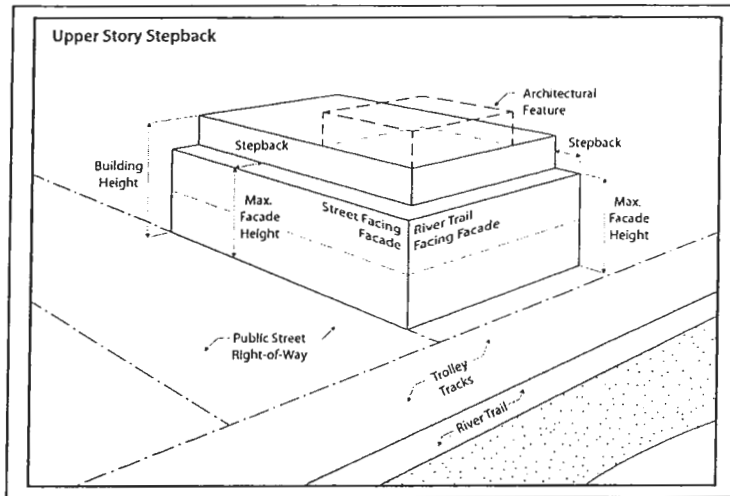 Upper Story Stepback
Architectural
Feature
Stepback
Stepback
Building
Height
Max.
Facade
Height
Street Facing
Facade
River Trail
Facing Facade
Max.
Facade
Height
Public Street
Right-of-Way
Trolley
Tracks
River Trail